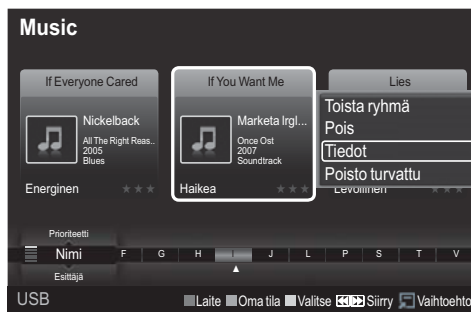 Music
If Everyone Cared
If You Want Me
Lies
Nickelback
All The Right Reas..
2005
Blues
Energinen
Marketa Irgl...
Once Ost
2007
Soundtrack
Haikea
Toista ryhmä
Pois
Tiedot
Poisto turvattu
Levollinen
Prioriteetti
Nimi F G H I J L P S T V
Esittäjä
USB Laite Oma tila Valitse Siirry Vaihtoehto